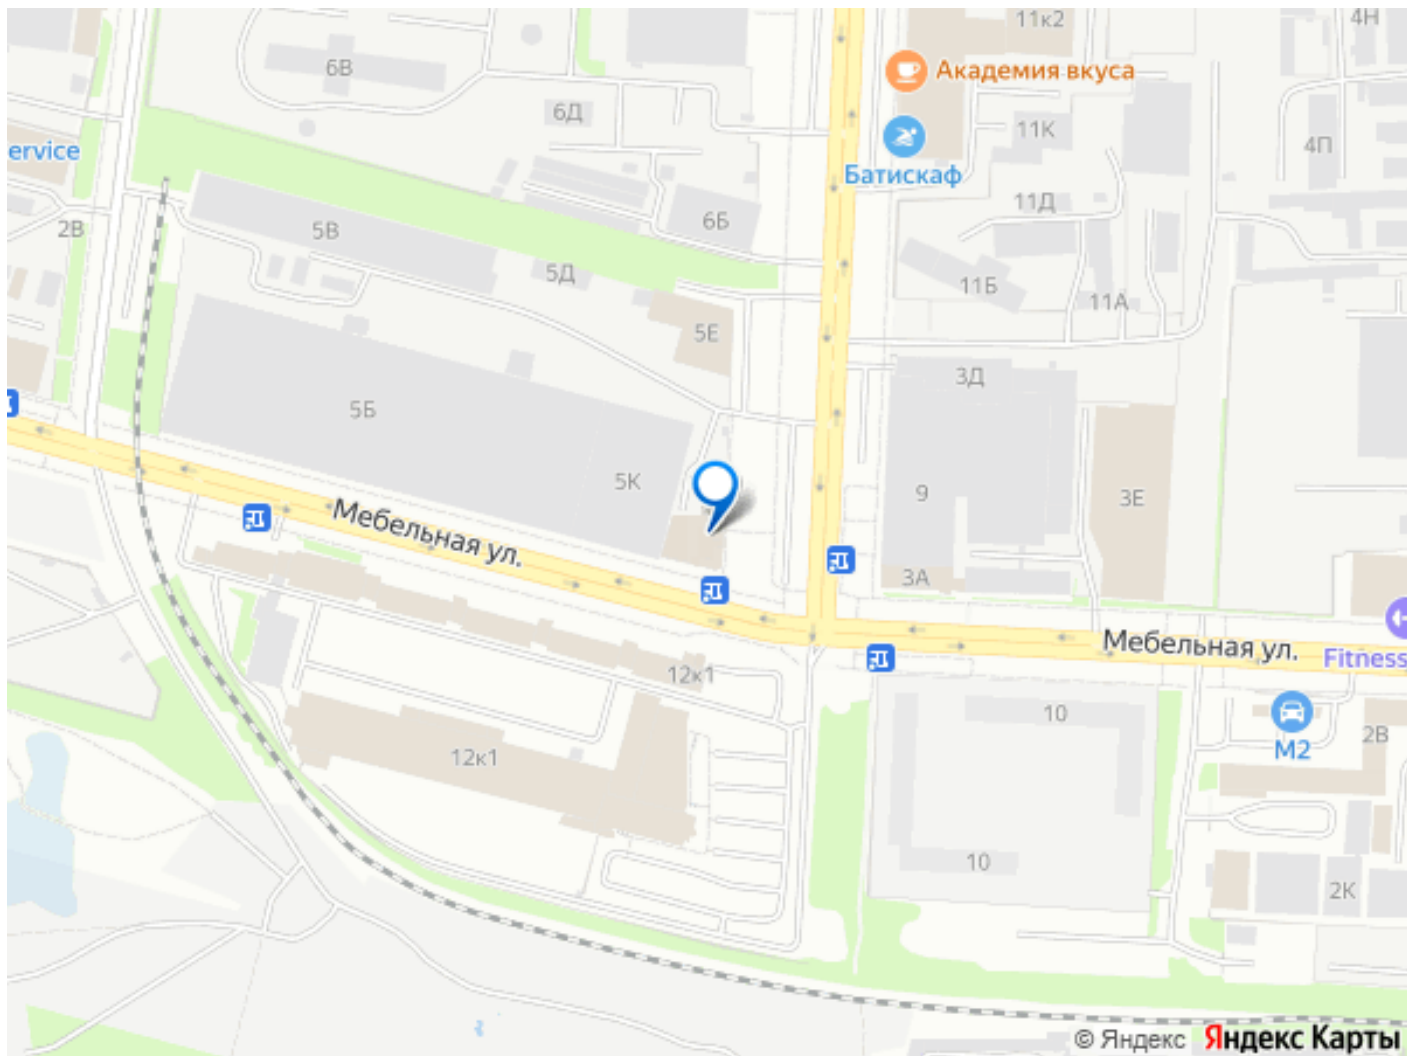 11к2
4Н
6В
Академия вкуса
6Д
11К
4П
ervice
Батискаф
11Д
2В
5В
6Б
5Д
11Б
11А
5Е
3Д
5Б
5К
9
3Е
Мебельная ул.
3А
Мебельная ул.
Fitness
12к1
10
2В
М2
12к1
10
2К
© Яндекс Яндекс Карты